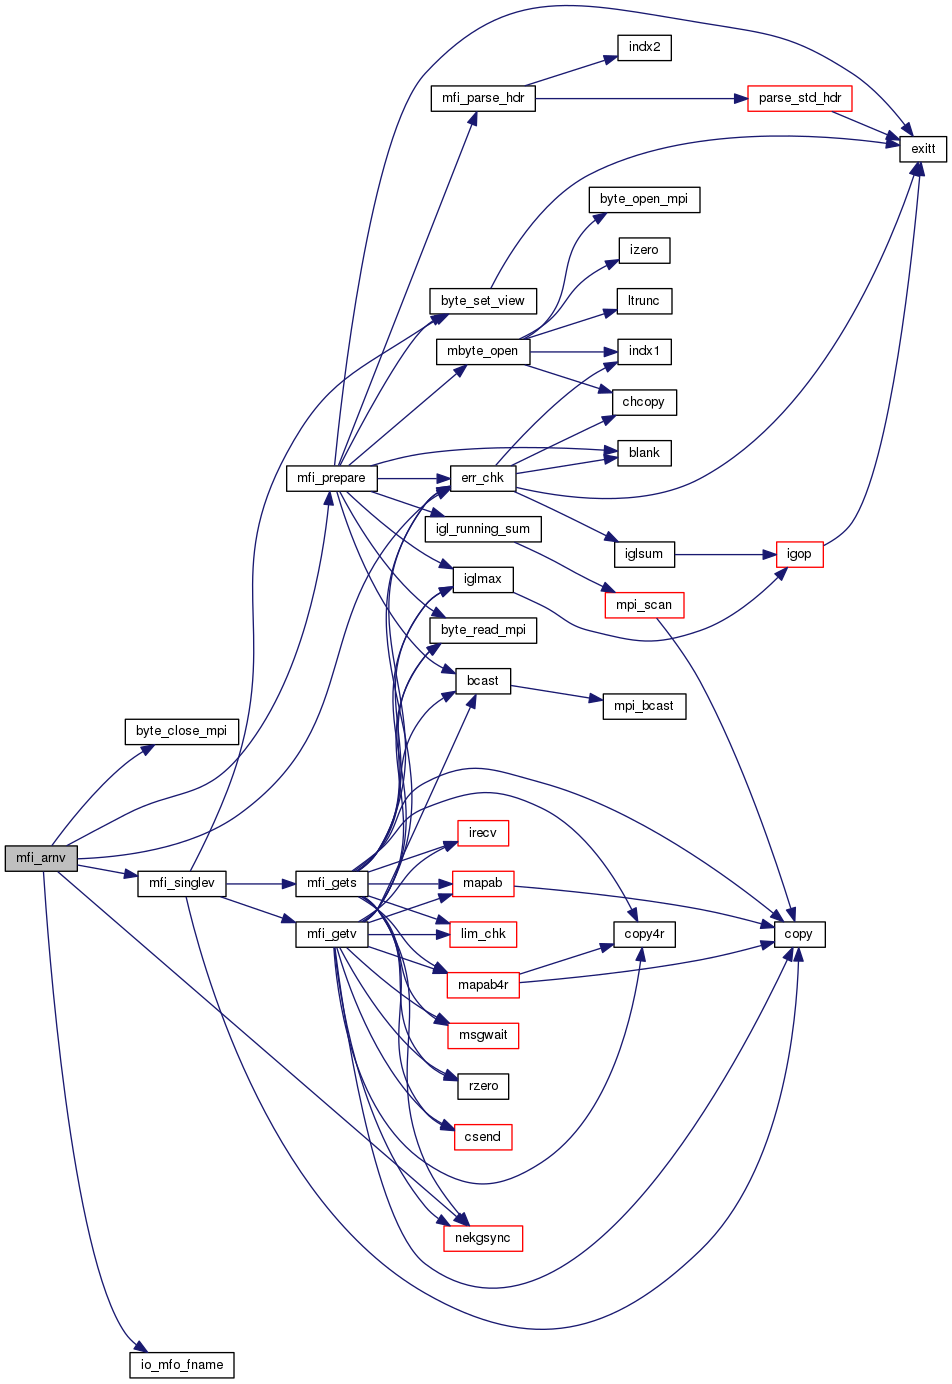 indx2
mfi_parse_hdr
parse_std_hdr
exitt
byte_open_mpi
izero
byte_set_view
ltrunc
mbyte_open
indx1
chcopy
blank
mfi_prepare
err_chk
igl_running_sum
iglsum
igop
iglmax
mpi_scan
byte_read_mpi
bcast
mpi_bcast
byte_close_mpi
irecv
mfi_arnv
mfi_singlev
mfi_gets
mapab
mfi_getv
lim_chk
copy4r
copy
mapab4r
msgwait
rzero
csend
nekgsync
io_mfo_fname